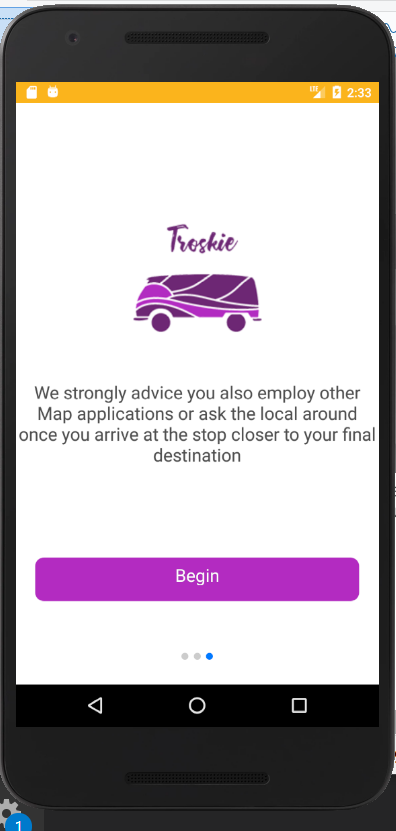 2:33
Troskie
We strongly advice you also employ other
Map applications or ask the local around
once you arrive at the stop closer to your final
destination
Begin
1